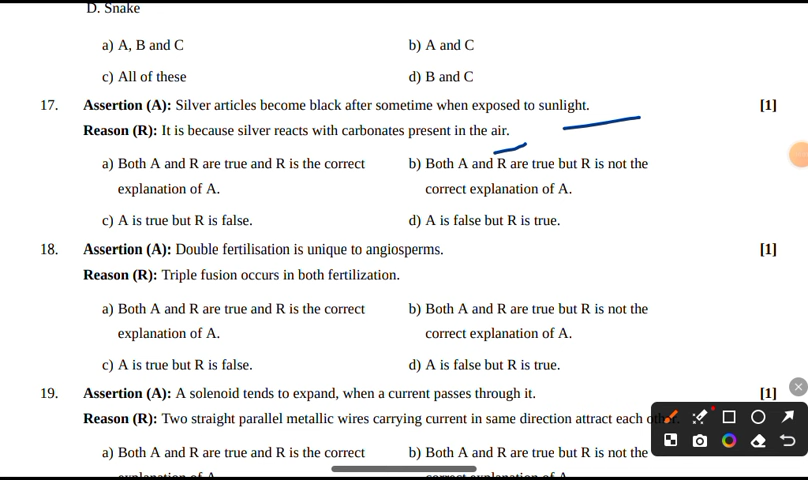 D. Snake
a) A, B and C b) A and C
c) All of these d) B and C
17. Assertion (A): Silver articles become black after sometime when exposed to sunlight. [1]
Reason (R): It is because silver reacts with carbonates present in the air.
a) Both A and R are true and R is the correct b) Both A and R are true but R is not the
explanation of A. correct explanation of A.
c) A is true but R is false. d) A is false but R is true.
18. Assertion (A): Double fertilisation is unique to angiosperms. [1]
Reason (R): Triple fusion occurs in both fertilization.
a) Both A and R are true and R is the correct b) Both A and R are true but R is not the
explanation of A. correct explanation of A.
c) A is true but R is false. d) A is false but R is true.
19. Assertion (A): A solenoid tends to expand, when a current passes through it. [1]
Reason (R): Two straight parallel metallic wires carrying current in same direction attract each other.
a) Both A and R are true and R is the correct b) Both A and R are true but R is not the
explanation of A. correct explanation of A.